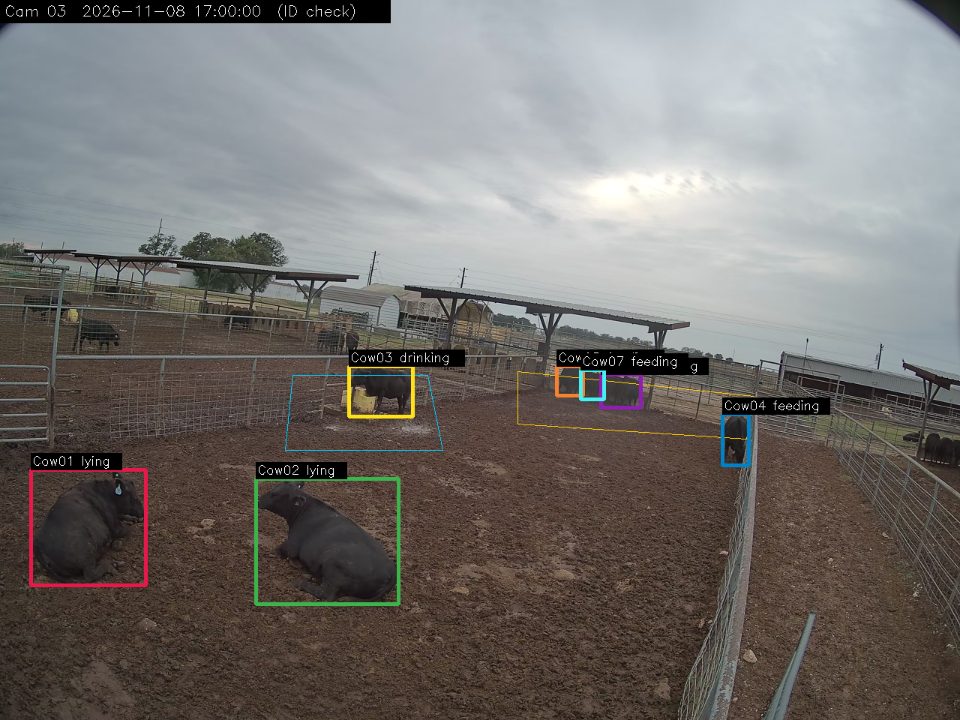 Cam 03  2026-11-08 17:00:00  (ID check)
Cow03 drinking
Cow07 feeding
Cow04 feeding
Cow01 lying
Cow02 lying